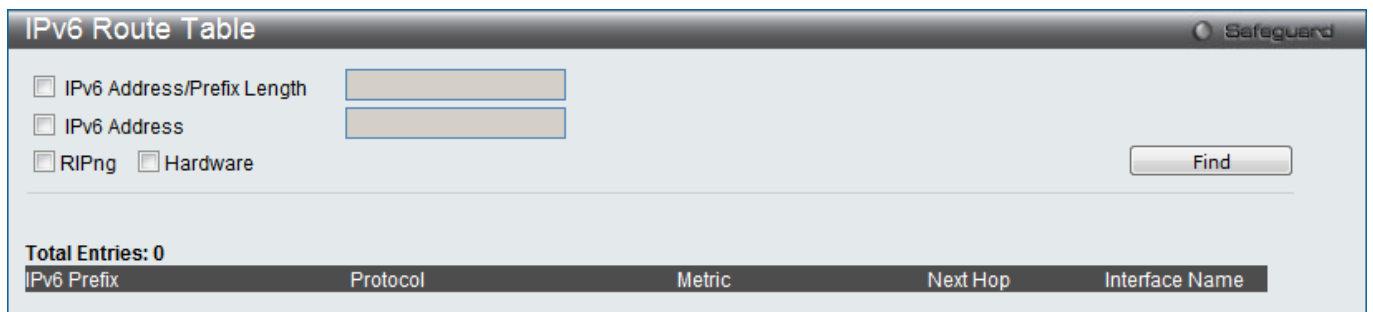 IPv6 Route Table
Safeguard
IPv6 Address/Prefix Length
IPv6 Address
RIPng Hardware Find
Total Entries: 0
IPv6 Prefix Protocol Metric Next Hop Interface Name